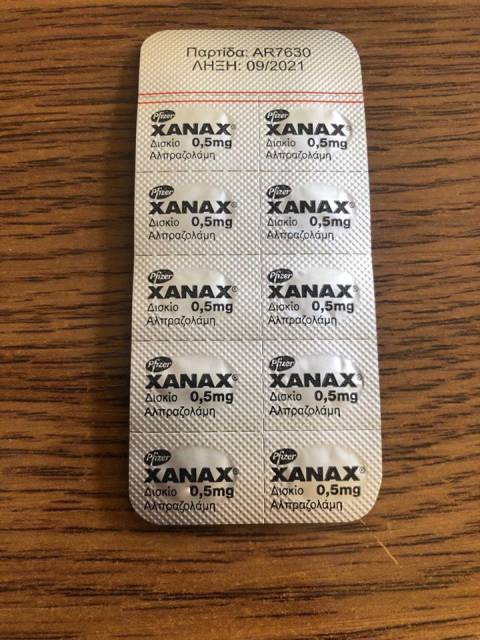 Παρτίδα: AR7630
ΛΗΞΗ: 09/2021
Pfizer
XANAX®
Δισκίο 0,5mg
Αλπραζολάμη
Pfizer
XANAX®
Δισκίο 0,5mg
Αλπραζολάμη
Pfizer
XANAX®
Δισκίο 0,5mg
Αλπραζολάμη
Pfizer
XANAX®
Δισκίο 0,5mg
Αλπραζολάμη
Pfizer
XANAX®
Δισκίο 0,5mg
Αλπραζολάμη
Pfizer
XANAX®
Δισκίο 0,5mg
Αλπραζολάμη
Pfizer
XANAX®
Δισκίο 0,5mg
Αλπραζολάμη
Pfizer
XANAX®
Δισκίο 0,5mg
Αλπραζολάμη
Pfizer
XANAX®
Δισκίο 0,5mg
Αλπραζολάμη
Pfizer
XANAX®
Δισκίο 0,5mg
Αλπραζολάμη